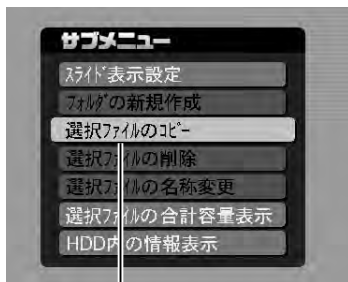 サブメニュー
ｽﾗｲﾄﾞ表示設定
ﾌｫﾙﾀﾞの新規作成
選択ﾌｧｲﾙのｺﾋﾟｰ
選択ﾌｧｲﾙの削除
選択ﾌｧｲﾙの名称変更
選択ﾌｧｲﾙの合計容量表示
HDD内の情報表示